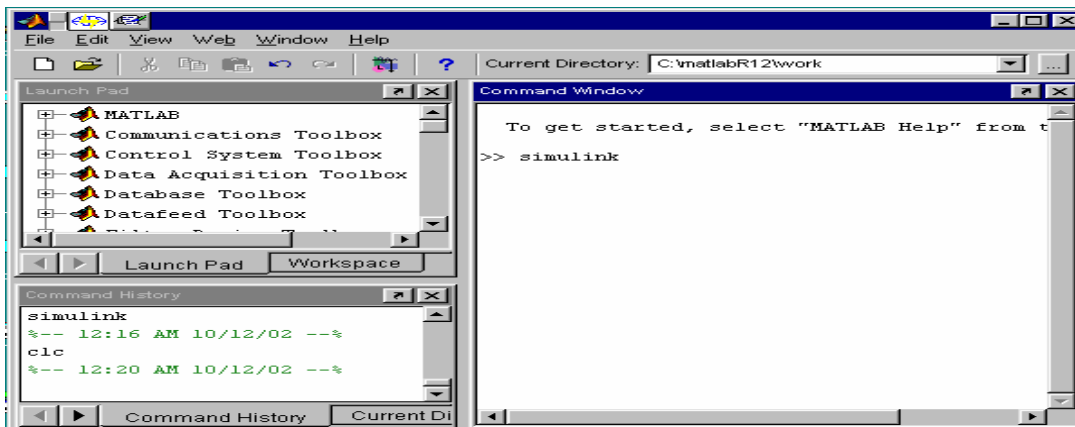 File Edit View Web Window Help
Current Directory: C:\matlabR12\work
...
Launch Pad
MATLAB
Communications Toolbox
Control System Toolbox
Data Acquisition Toolbox
Database Toolbox
Datafeed Toolbox
Launch Pad Workspace
Command History
simulink
%-- 12:16 AM 10/12/02 --%
clc
%-- 12:20 AM 10/12/02 --%
Command History Current Di
Command Window
To get started, select "MATLAB Help" from t
>> simulink